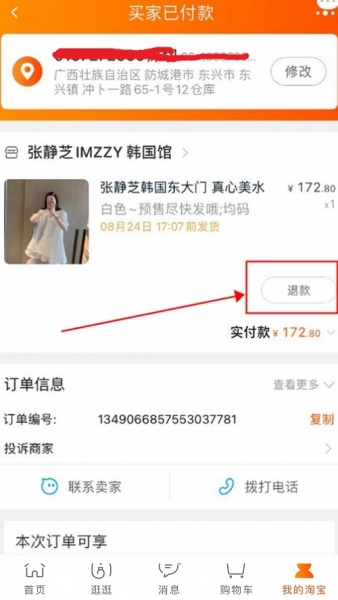 买家已付款
广西壮族自治区 防城港市 东兴市 东
兴镇 冲卜一路65-1号12仓库
修改
张静芝IMZZY 韩国馆
张静芝韩国东大门 真心美水
¥ 172.80
白色~预售尽快发哦;均码
x1
08月24日 17:07前发货
退款
实付款 ¥ 172.80
订单信息
查看更多
订单编号:
1349066857553037781
复制
投诉商家
联系卖家
拨打电话
本次订单可享
首页
逛逛
消息
购物车
我的淘宝